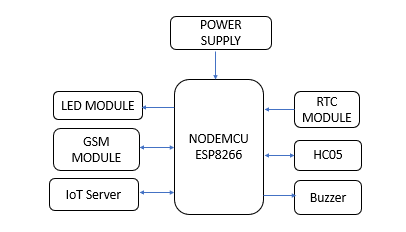 POWER
SUPPLY
LED MODULE
RTC
MODULE
GSM
MODULE
NODEMCU
ESP8266
HC05
IoT Server
Buzzer